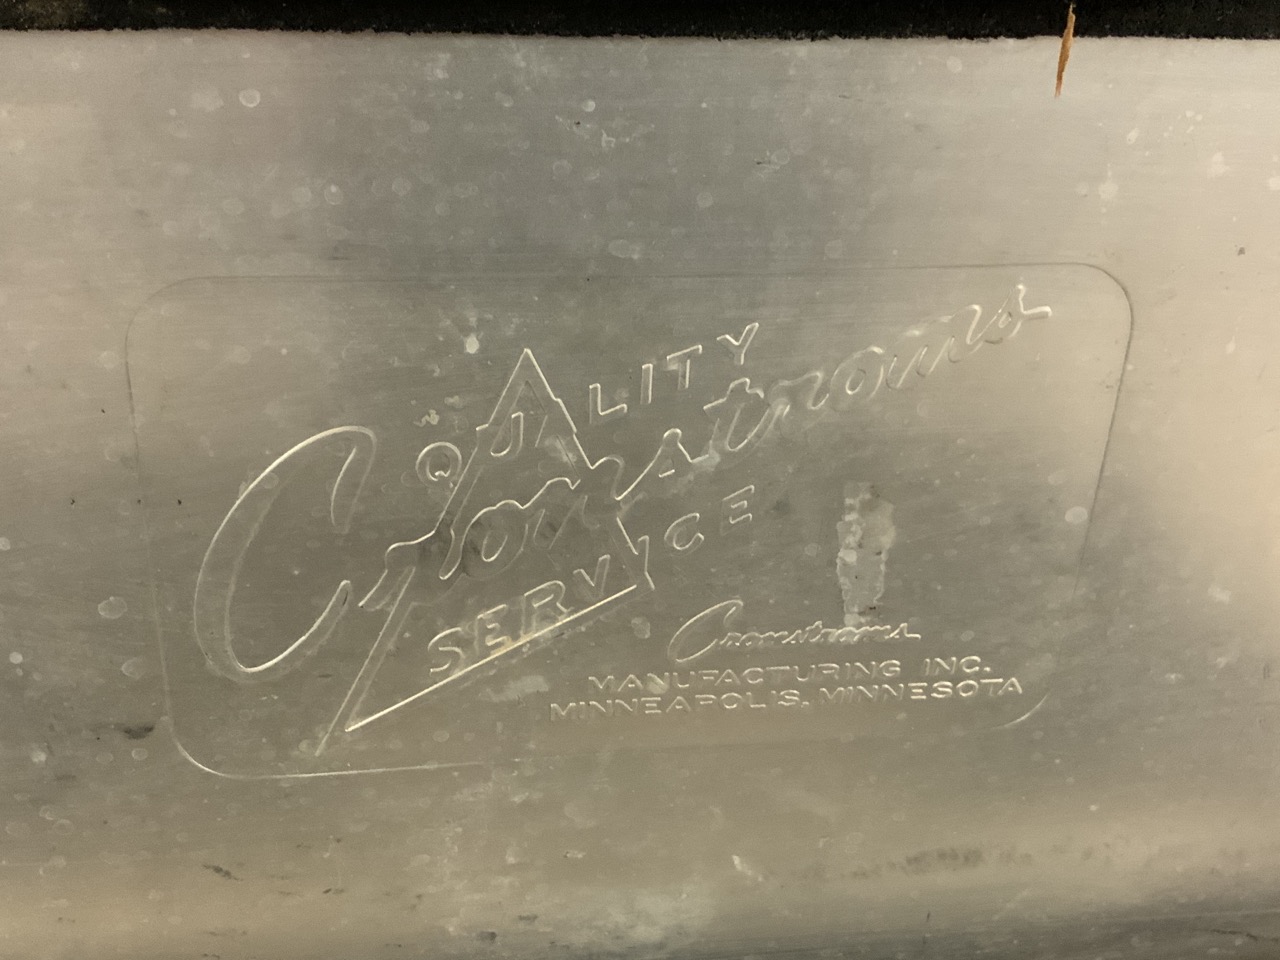 QUALITY
Cronstroms
SERVICE
Cronstroms
MANUFACTURING INC.
MINNEAPOLIS, MINNESOTA